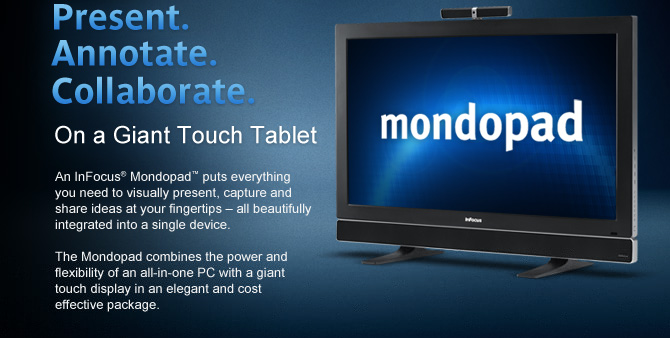 Present.
Annotate.
Collaborate.
On a Giant Touch Tablet
An InFocus® Mondopad™ puts everything
you need to visually present, capture and
share ideas at your fingertips – all beautifully
integrated into a single device.
The Mondopad combines the power and
flexibility of an all-in-one PC with a giant
touch display in an elegant and cost
effective package.
mondopad
InFocus